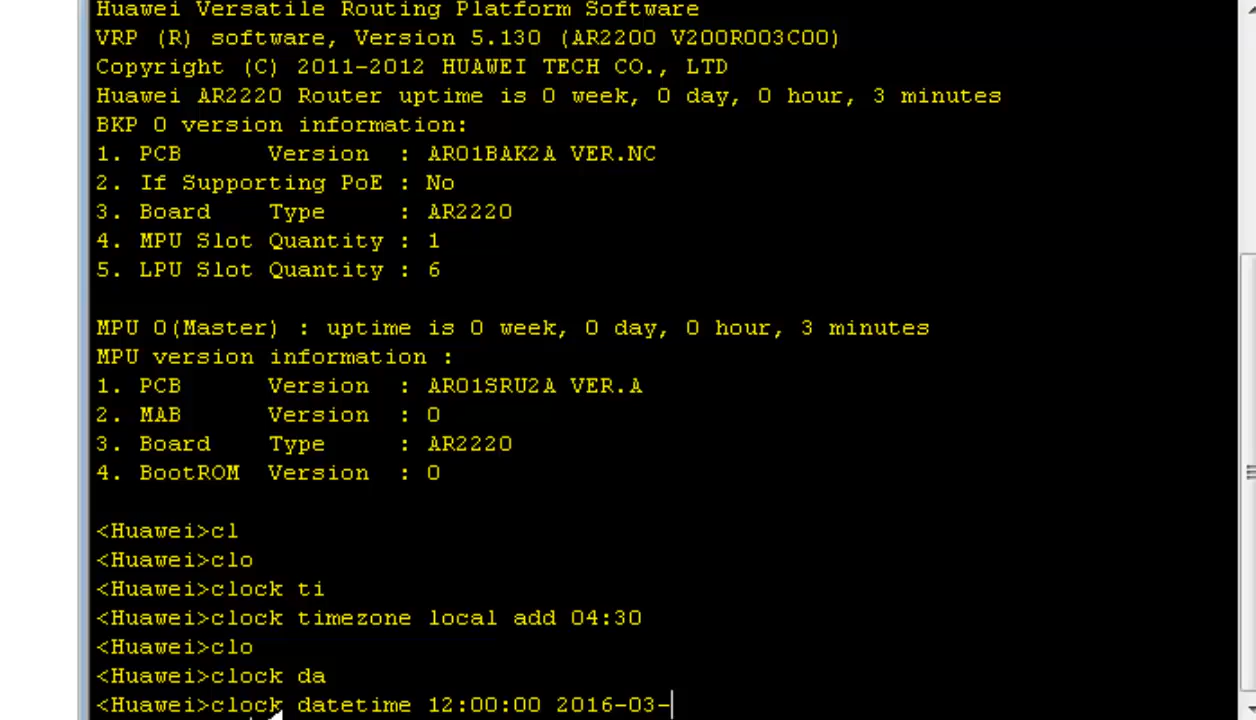 Huawei Versatile Routing Platform Software
VRP (R) software, Version 5.130 (AR2200 V200R003C00)
Copyright (C) 2011-2012 HUAWEI TECH CO., LTD
Huawei AR2220 Router uptime is 0 week, 0 day, 0 hour, 3 minutes
BKP 0 version information:
1. PCB      Version  : AR01BAK2A VER.NC
2. If Supporting PoE : No
3. Board    Type     : AR2220
4. MPU Slot Quantity : 1
5. LPU Slot Quantity : 6

MPU 0(Master) : uptime is 0 week, 0 day, 0 hour, 3 minutes
MPU version information :
1. PCB      Version  : AR01SRU2A VER.A
2. MAB      Version  : 0
3. Board    Type     : AR2220
4. BootROM  Version  : 0

<Huawei>cl
<Huawei>clo
<Huawei>clock ti
<Huawei>clock timezone local add 04:30
<Huawei>clo
<Huawei>clock da
<Huawei>clock datetime 12:00:00 2016-03-